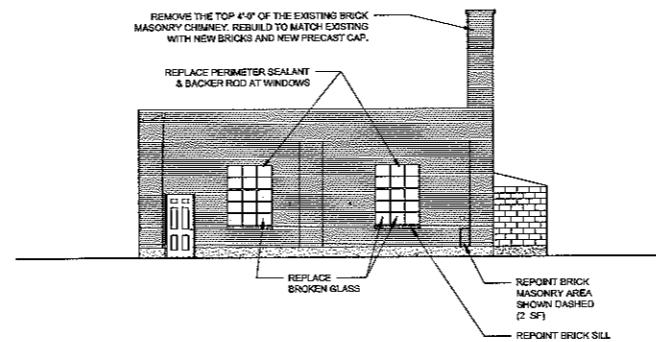 REMOVE THE TOP 4'-0" OF THE EXISTING BRICK
MASONRY CHIMNEY. REBUILD TO MATCH EXISTING
WITH NEW BRICKS AND NEW PRECAST CAP.
REPLACE PERIMETER SEALANT
& BACKER ROD AT WINDOWS
REPLACE
BROKEN GLASS
REPOINT BRICK
MASONRY AREA
SHOWN DASHED
(2 SF)
REPOINT BRICK SILL